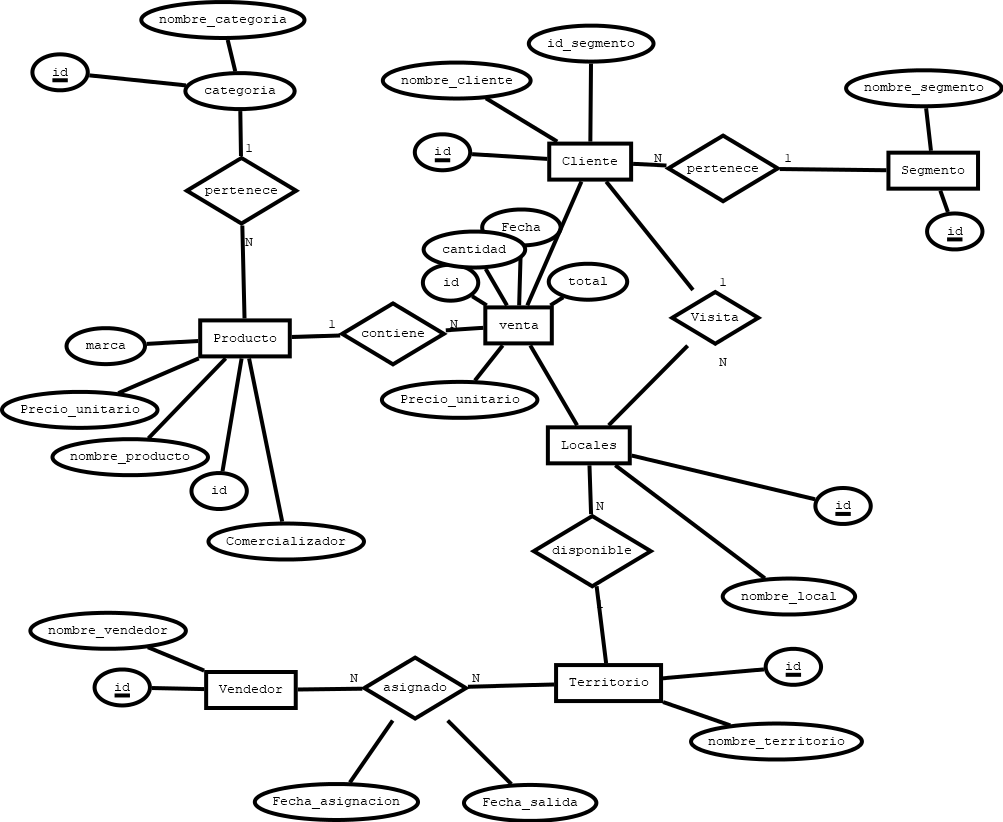 nombre_categoria
id_segmento
id
nombre_cliente
nombre_segmento
categoria
1
id
Cliente
N
pertenece
1
Segmento
pertenece
id
N
Fecha
cantidad
id
total
1
Producto
1
contiene
N
venta
Visita
marca
N
Precio_unitario
Precio_unitario
nombre_producto
Locales
id
N
id
Comercializador
disponible
nombre_local
1
nombre_vendedor
id
Vendedor
N
asignado
N
Territorio
id
nombre_territorio
Fecha_asignacion
Fecha_salida